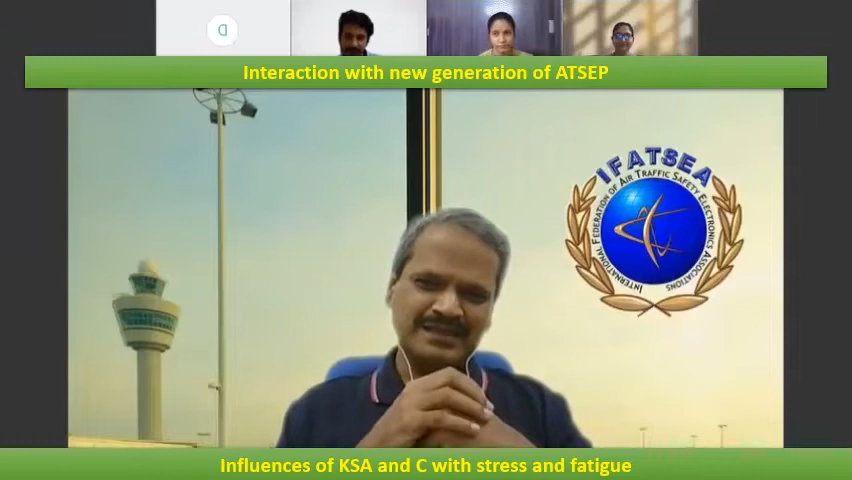 D
Interaction with new generation of ATSEP
IFATSEA
INTERNATIONAL FEDERATION OF AIR TRAFFIC SAFETY ELECTRONICS ASSOCIATIONS
Influences of KSA and C with stress and fatigue